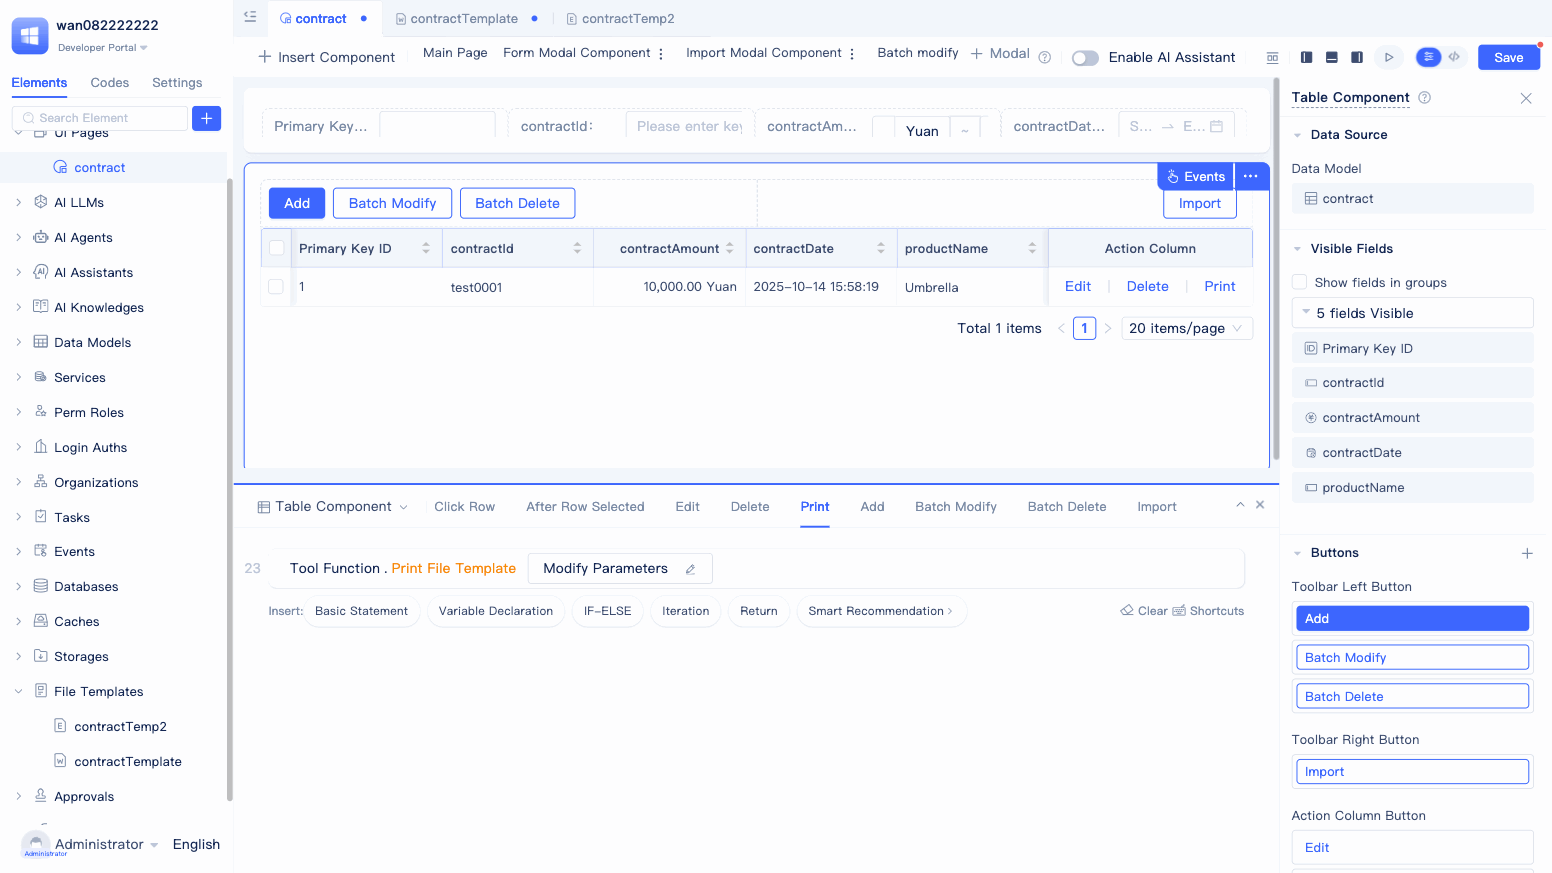 wan082222222
Developer Portal
Elements Codes Settings
Search Element
UI Pages
contract
AI LLMs
AI Agents
AI Assistants
AI Knowledges
Data Models
Services
Perm Roles
Login Auths
Organizations
Tasks
Events
Databases
Caches
Storages
File Templates
contractTemp2
contractTemplate
Approvals
Administrator English
Administrator
contract contractTemplate contractTemp2
Insert Component Main Page Form Modal Component Import Modal Component Batch modify Modal Enable AI Assistant Save
Primary Key... contractId: Please enter key contractAm... Yuan ~ contractDat... S... E...
Events
Add Batch Modify Batch Delete Import
Primary Key ID contractId contractAmount contractDate productName Action Column
1 test0001 10,000.00 Yuan 2025-10-14 15:58:19 Umbrella Edit Delete Print
Total 1 items 1 20 items/page
Table Component Click Row After Row Selected Edit Delete Print Add Batch Modify Batch Delete Import
23 Tool Function . Print File Template Modify Parameters
Insert: Basic Statement Variable Declaration IF-ELSE Iteration Return Smart Recommendation Clear Shortcuts
Table Component
Data Source
Data Model
contract
Visible Fields
Show fields in groups
5 fields Visible
Primary Key ID
contractId
contractAmount
contractDate
productName
Buttons
Toolbar Left Button
Add
Batch Modify
Batch Delete
Toolbar Right Button
Import
Action Column Button
Edit